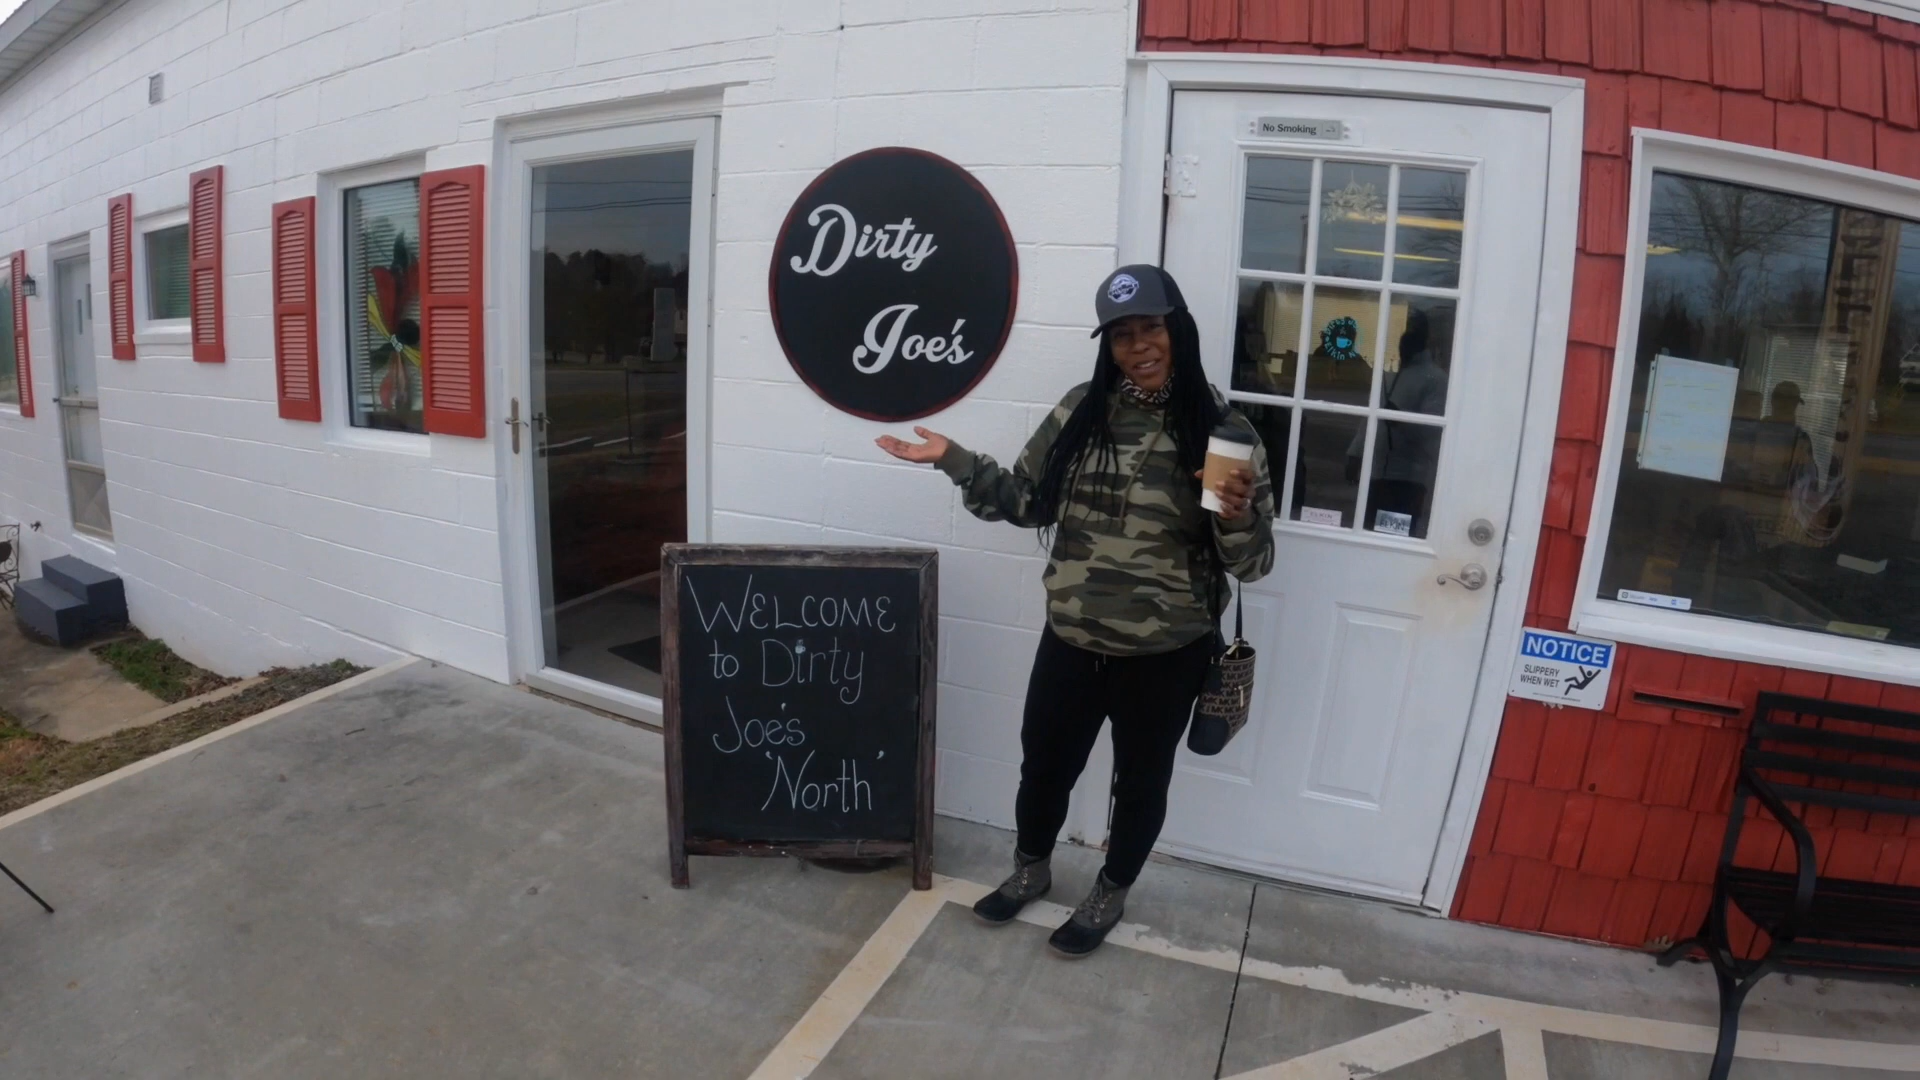 No Smoking
Dirty
Joe's
WELCOME
to Dirty
Joe's
'North'
NOTICE
SLIPPERY
WHEN WET